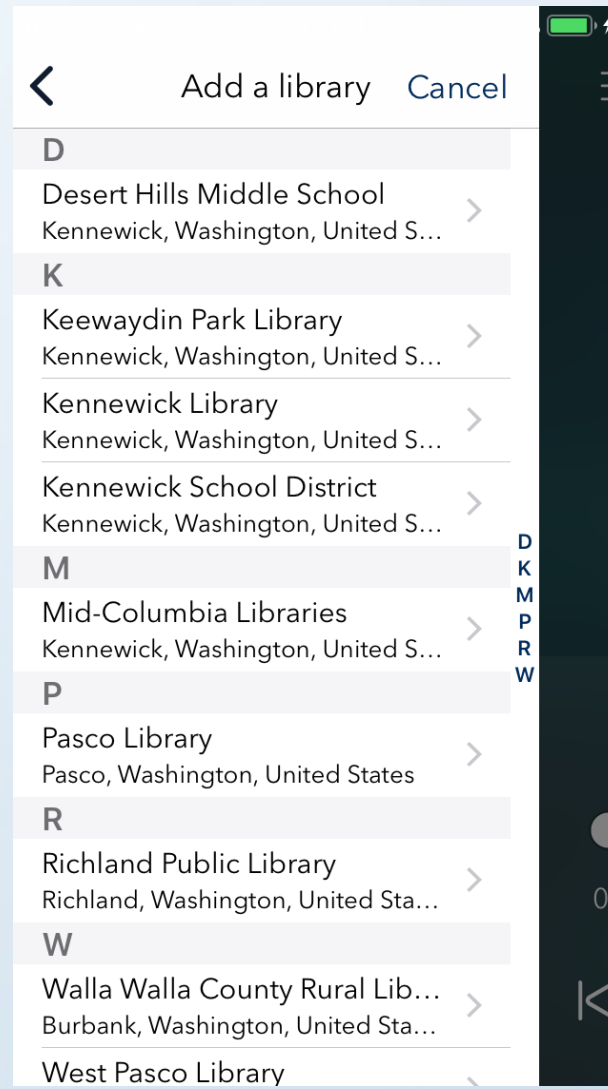 Add a library
Cancel
D
Desert Hills Middle School
Kennewick, Washington, United S...
K
Keewaydin Park Library
Kennewick, Washington, United S...
Kennewick Library
Kennewick, Washington, United S...
Kennewick School District
Kennewick, Washington, United S...
M
Mid-Columbia Libraries
Kennewick, Washington, United S...
P
Pasco Library
Pasco, Washington, United States
R
Richland Public Library
Richland, Washington, United Sta...
W
Walla Walla County Rural Lib...
Burbank, Washington, United Sta...
West Pasco Library
D
K
M
P
R
W
0